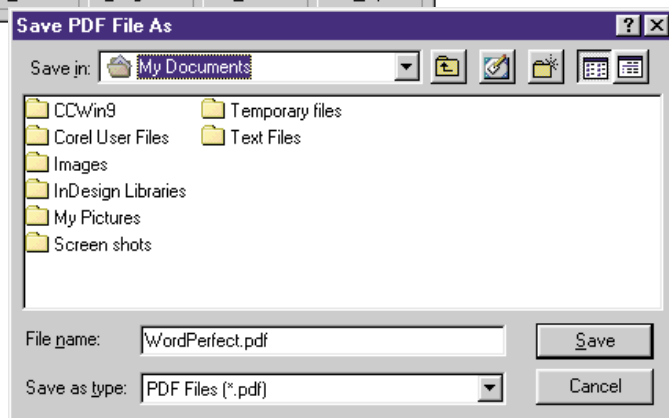 Save PDF File As
Save in: My Documents
CCWin9 Temporary files
Corel User Files Text Files
Images
InDesign Libraries
My Pictures
Screen shots
File name: WordPerfect.pdf Save
Save as type: PDF Files (*.pdf) Cancel